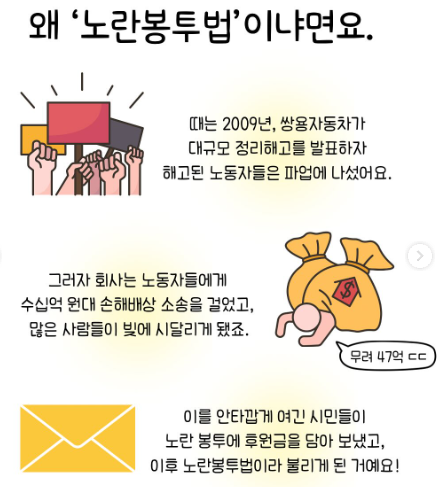 왜 ‘노란봉투법’이냐면요.
때는 2009년, 쌍용자동차가
대규모 정리해고를 발표하자
해고된 노동자들은 파업에 나섰어요.
그러자 회사는 노동자들에게
수십억 원대 손해배상 소송을 걸었고,
많은 사람들이 빚에 시달리게 됐죠.
$
무려 47억 ㄷㄷ
이를 안타깝게 여긴 시민들이
노란 봉투에 후원금을 담아 보냈고,
이후 노란봉투법이라 불리게 된 거예요!